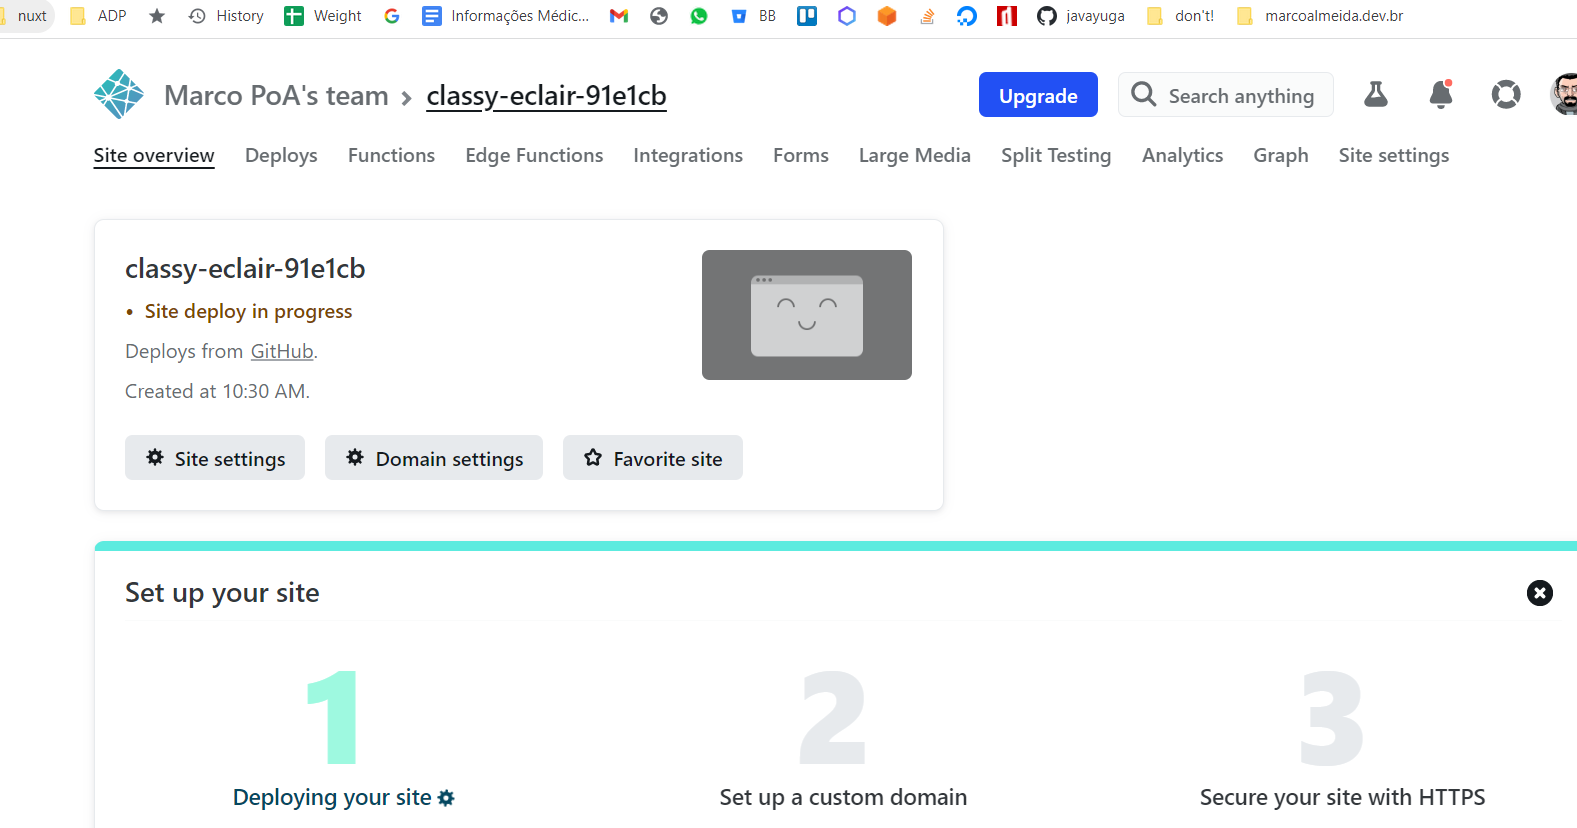 nuxt ADP History Weight Informações Médic... BB javayuga don't! marcoalmeida.dev.br
Marco PoA's team > classy-eclair-91e1cb Upgrade Search anything
Site overview Deploys Functions Edge Functions Integrations Forms Large Media Split Testing Analytics Graph Site settings
classy-eclair-91e1cb
• Site deploy in progress
Deploys from GitHub.
Created at 10:30 AM.
Site settings Domain settings Favorite site
Set up your site
1 2 3
Deploying your site Set up a custom domain Secure your site with HTTPS